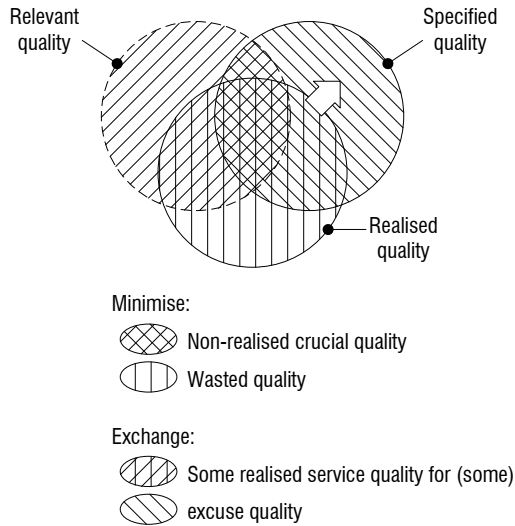 Relevant
quality
Specified
quality
Realised
quality
Minimise:
Non-realised crucial quality
Wasted quality
Exchange:
Some realised service quality for (some)
excuse quality